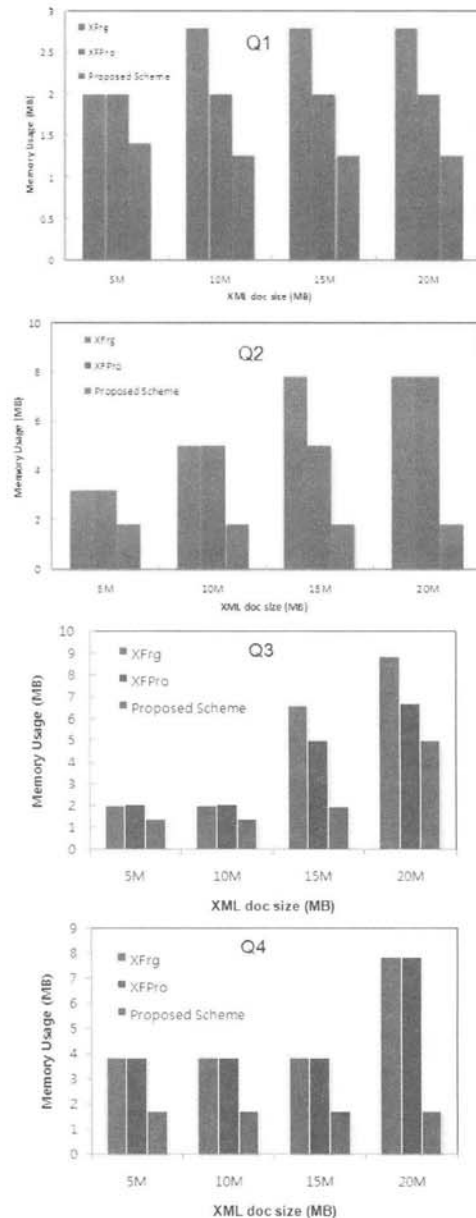 Q1
3
2.5
2
1.5
1
0.5
0
Memory Usage (MB)
XFrg
XFPro
Proposed Scheme
5M 10M 15M 20M
XML doc size (MB)
Q2
10
8
6
4
2
0
Memory Usage (MB)
XFrg
XFPro
Proposed Scheme
5M 10M 15M 20M
XML doc size (MB)
Q3
10
9
8
7
6
5
4
3
2
1
0
Memory Usage (MB)
XFrg
XFPro
Proposed Scheme
5M 10M 15M 20M
XML doc size (MB)
Q4
9
8
7
6
5
4
3
2
1
0
Memory Usage (MB)
XFrg
XFPro
Proposed Scheme
5M 10M 15M 20M
XML doc size (MB)